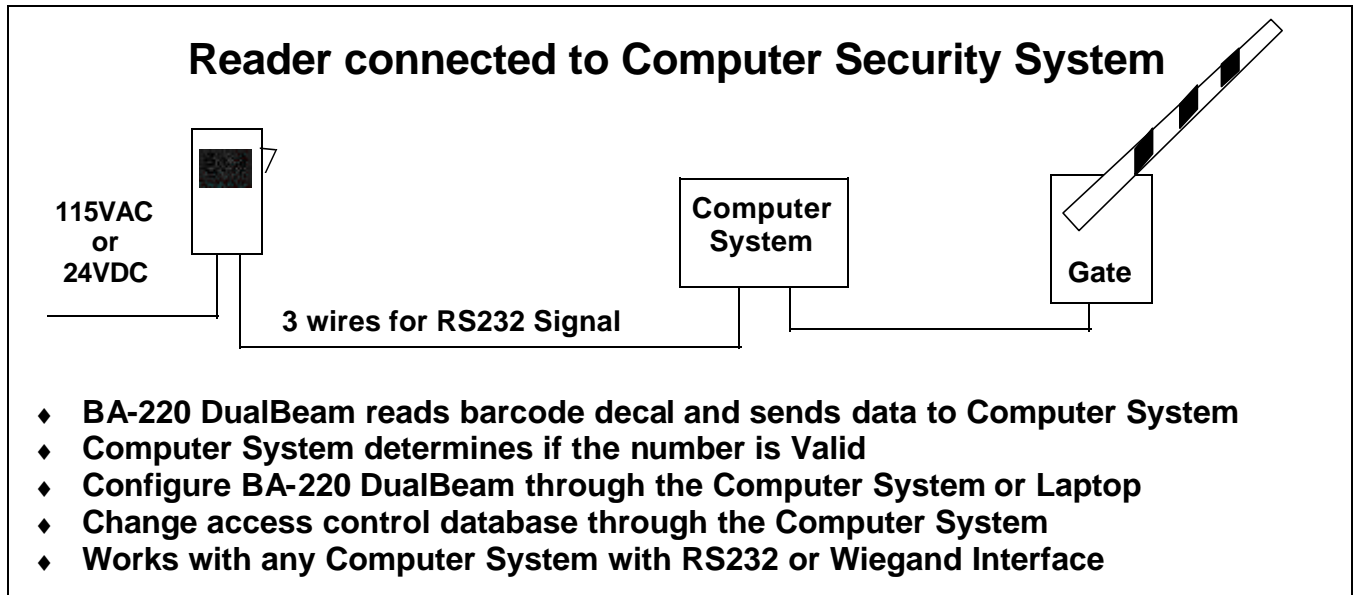 Reader connected to Computer Security System
115VAC
or
24VDC
Computer
System
Gate
3 wires for RS232 Signal
♦ BA-220 DualBeam reads barcode decal and sends data to Computer System
♦ Computer System determines if the number is Valid
♦ Configure BA-220 DualBeam through the Computer System or Laptop
♦ Change access control database through the Computer System
♦ Works with any Computer System with RS232 or Wiegand Interface